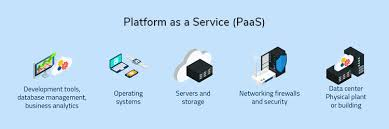 Platform as a Service (PaaS)
Development tools,
database management,
business analytics
Operating
systems
Servers and
storage
Networking firewalls
and security
Data center
Physical plant
or building